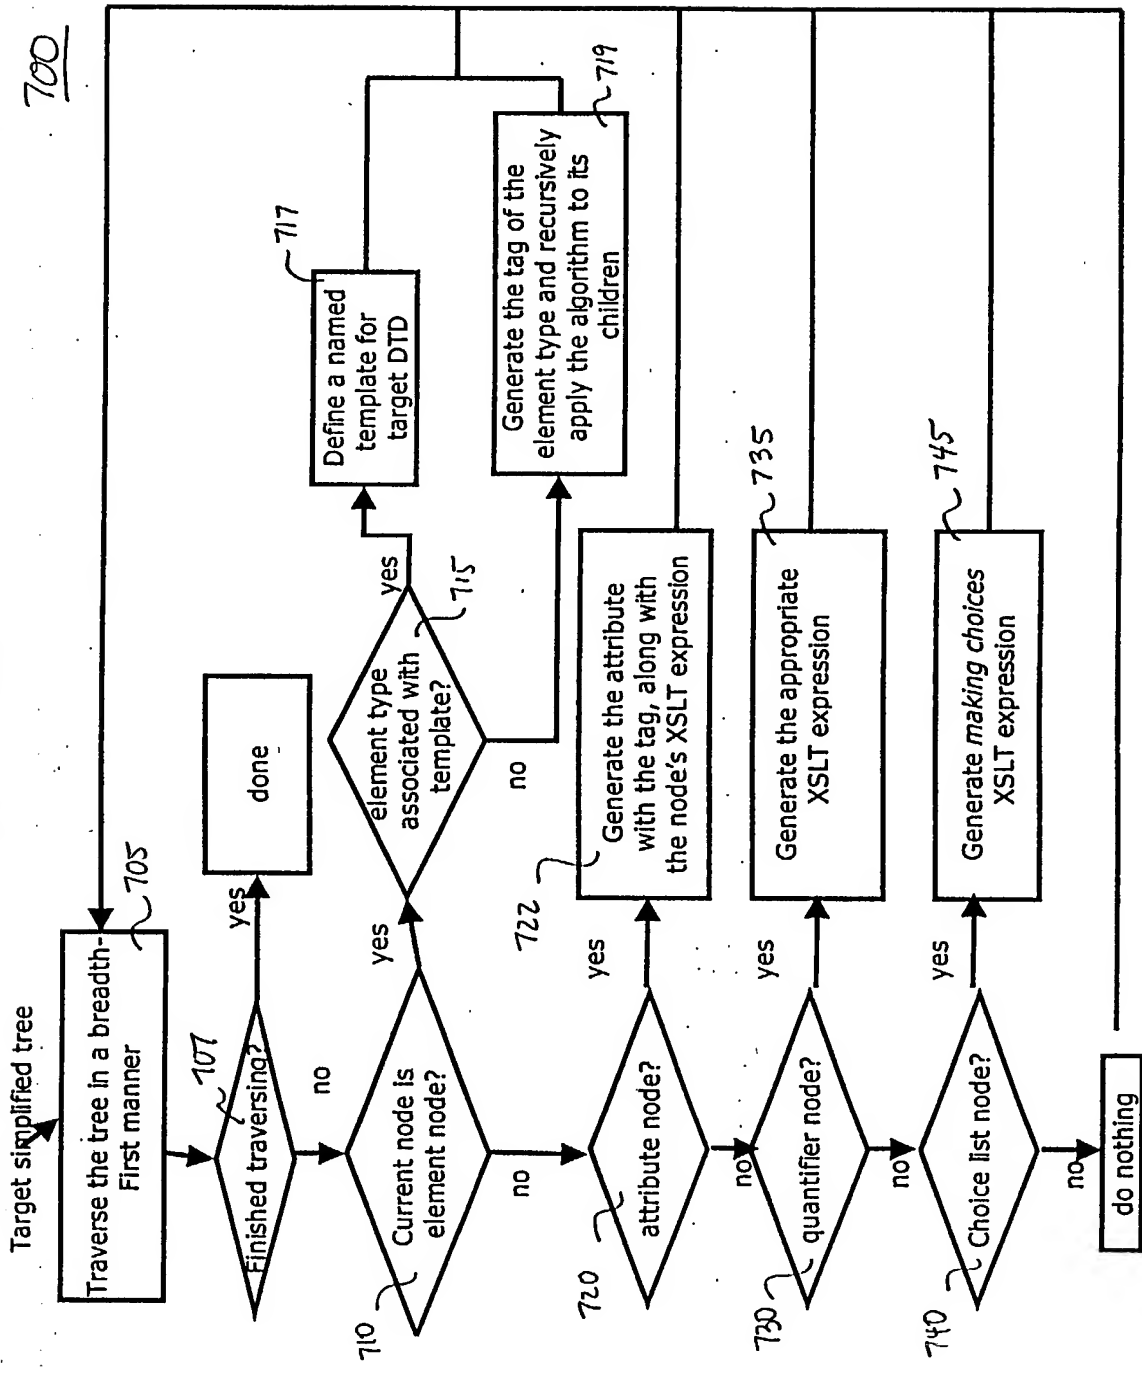 700
Target simplified tree
Traverse the tree in a breadth-
First manner
705
Finished traversing?
707
yes
done
no
Current node is
element node?
710
yes
element type
associated with
template?
715
yes
Define a named
template for
target DTD
717
no
Generate the tag of the
element type and recursively
apply the algorithm to its
children
719
no
attribute node?
720
yes
Generate the attribute
with the tag, along with
the node's XSLT expression
722
no
quantifier node?
730
yes
Generate the appropriate
XSLT expression
735
no
Choice list node?
740
yes
Generate making choices
XSLT expression
745
no
do nothing